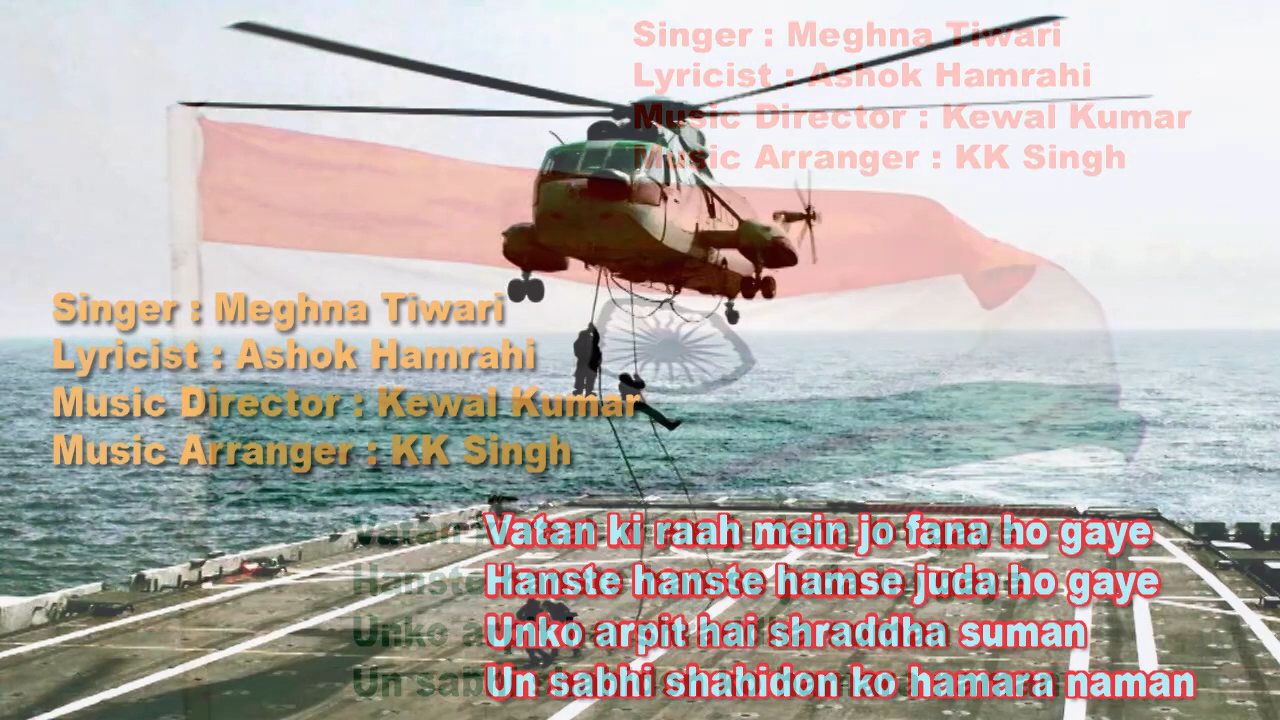 Singer : Meghna Tiwari
Lyricist : Ashok Hamrahi
Music Director : Kewal Kumar
Music Arranger : KK Singh
Singer : Meghna Tiwari
Lyricist : Ashok Hamrahi
Music Director : Kewal Kumar
Music Arranger : KK Singh
Vatan ki raah mein jo fana ho gaye
Hanste hanste hamse juda ho gaye
Unko arpit hai shraddha suman
Un sabhi shahidon ko hamara naman